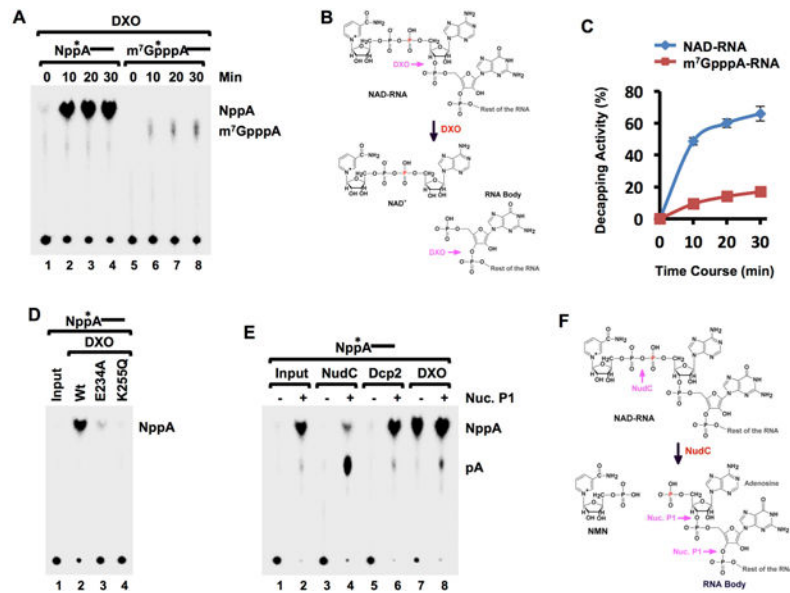 A
DXO
NppA
*
m⁷GpppA
*
0 10 20 30 0 10 20 30 Min
NppA
m⁷GpppA
1 2 3 4 5 6 7 8
B
NH₂
DXO
NAD-RNA
Rest of the RNA
DXO
NAD⁺
RNA Body
DXO
Rest of the RNA
C
NAD-RNA
m⁷GpppA-RNA
Decapping Activity (%)
80
60
40
20
0
0 10 20 30
Time Course (min)
D
*
NppA
DXO
Input Wt E234A K255Q
NppA
1 2 3 4
E
*
NppA
Input NudC Dcp2 DXO
- + - + - + - + Nuc. P1
NppA
pA
1 2 3 4 5 6 7 8
F
NudC
NAD-RNA
Rest of the RNA
NudC
NMN
Adenosine
Nuc. P1
Nuc. P1
Rest of the RNA
RNA Body